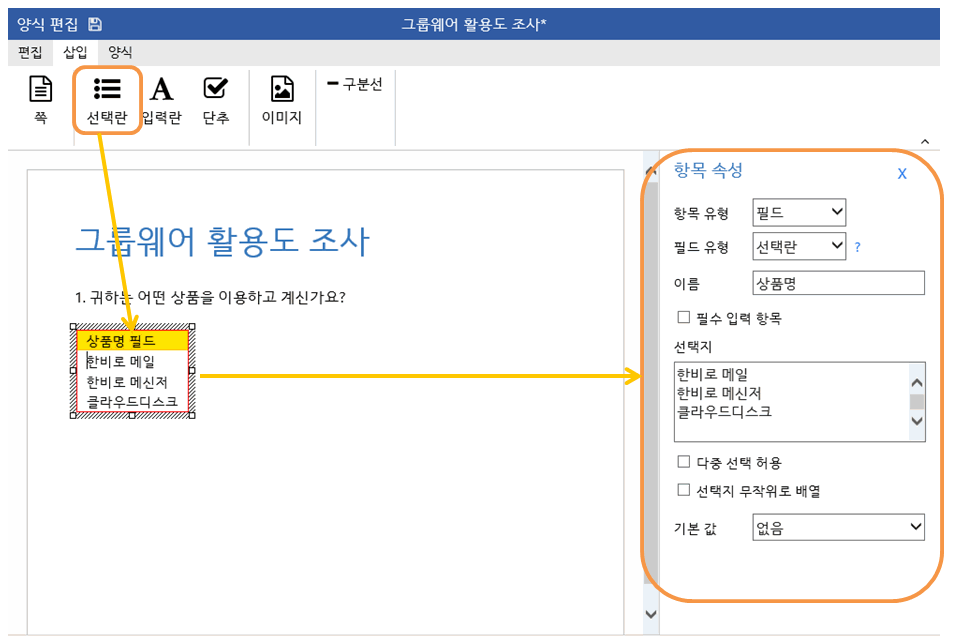 양식 편집
그룹웨어 활용도 조사*
편집 삽입 양식
쪽 선택란 입력란 단추 이미지 구분선
그룹웨어 활용도 조사
1. 귀하는 어떤 상품을 이용하고 계신가요?
상품명 필드
한비로 메일
한비로 메신저
클라우드디스크
항목 속성 X
항목 유형 필드
필드 유형 선택란 ?
이름 상품명
필수 입력 항목
선택지
한비로 메일
한비로 메신저
클라우드디스크
다중 선택 허용
선택지 무작위로 배열
기본 값 없음